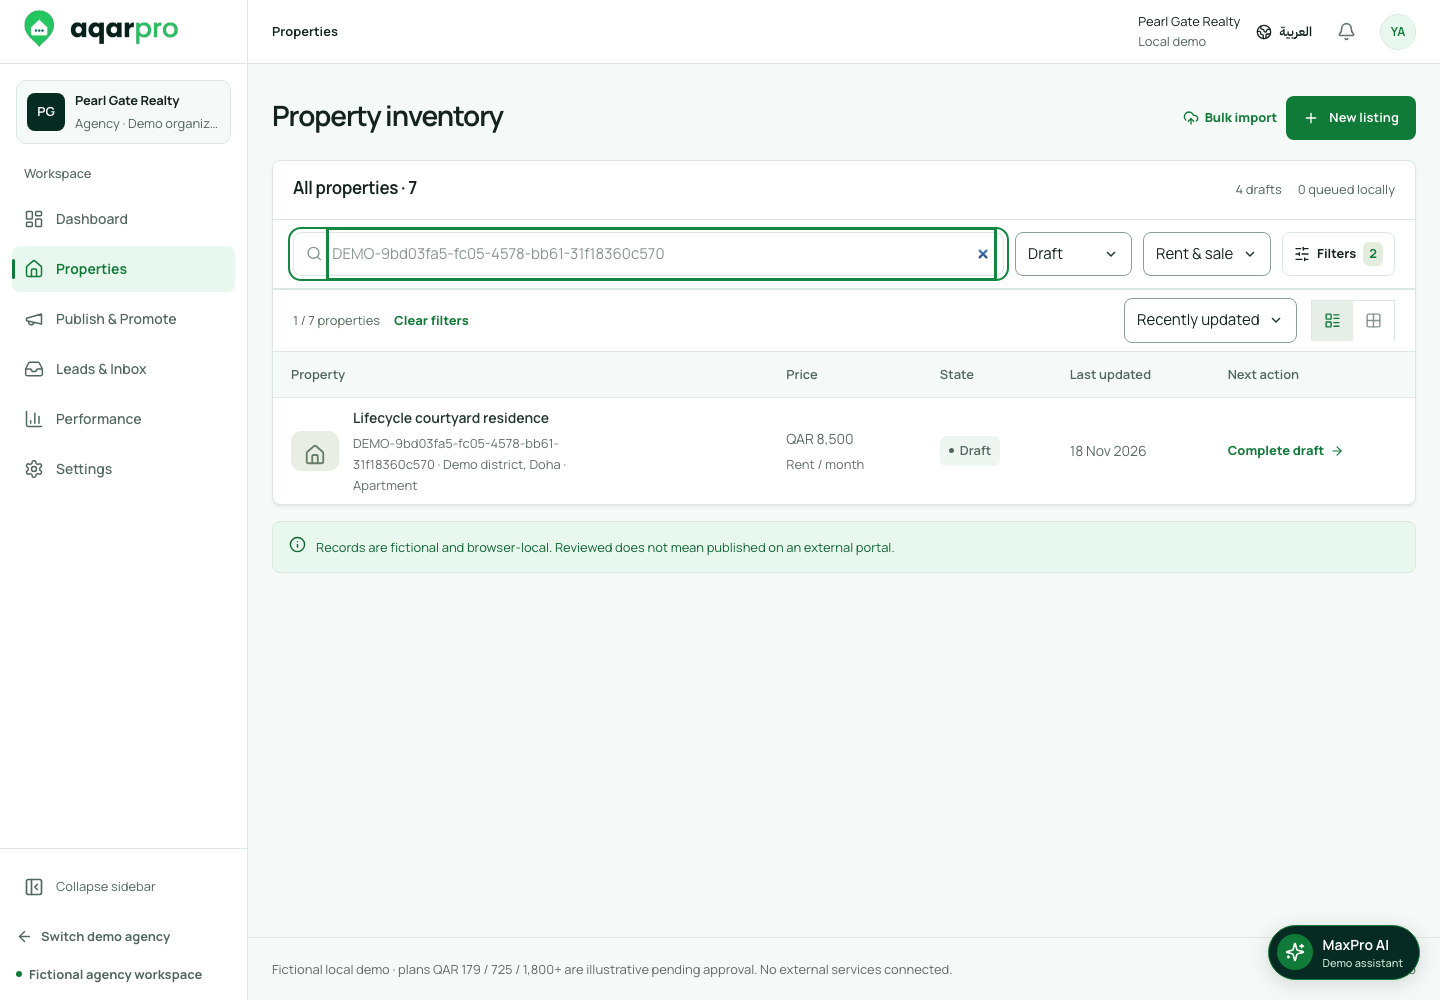 aqarpro
Properties
Pearl Gate Realty
Local demo
العربية
YA
PG
Pearl Gate Realty
Agency · Demo organiz...
Workspace
Dashboard
Properties
Publish & Promote
Leads & Inbox
Performance
Settings
Collapse sidebar
Switch demo agency
Fictional agency workspace
Property inventory
Bulk import
New listing
All properties · 7
4 drafts
0 queued locally
DEMO-9bd03fa5-fc05-4578-bb61-31f18360c570
Draft
Rent & sale
Filters 2
1 / 7 properties
Clear filters
Recently updated
Property
Price
State
Last updated
Next action
Lifecycle courtyard residence
DEMO-9bd03fa5-fc05-4578-bb61-
31f18360c570 · Demo district, Doha ·
Apartment
QAR 8,500
Rent / month
Draft
18 Nov 2026
Complete draft
Records are fictional and browser-local. Reviewed does not mean published on an external portal.
Fictional local demo · plans QAR 179 / 725 / 1,800+ are illustrative pending approval. No external services connected.
MaxPro AI
Demo assistant